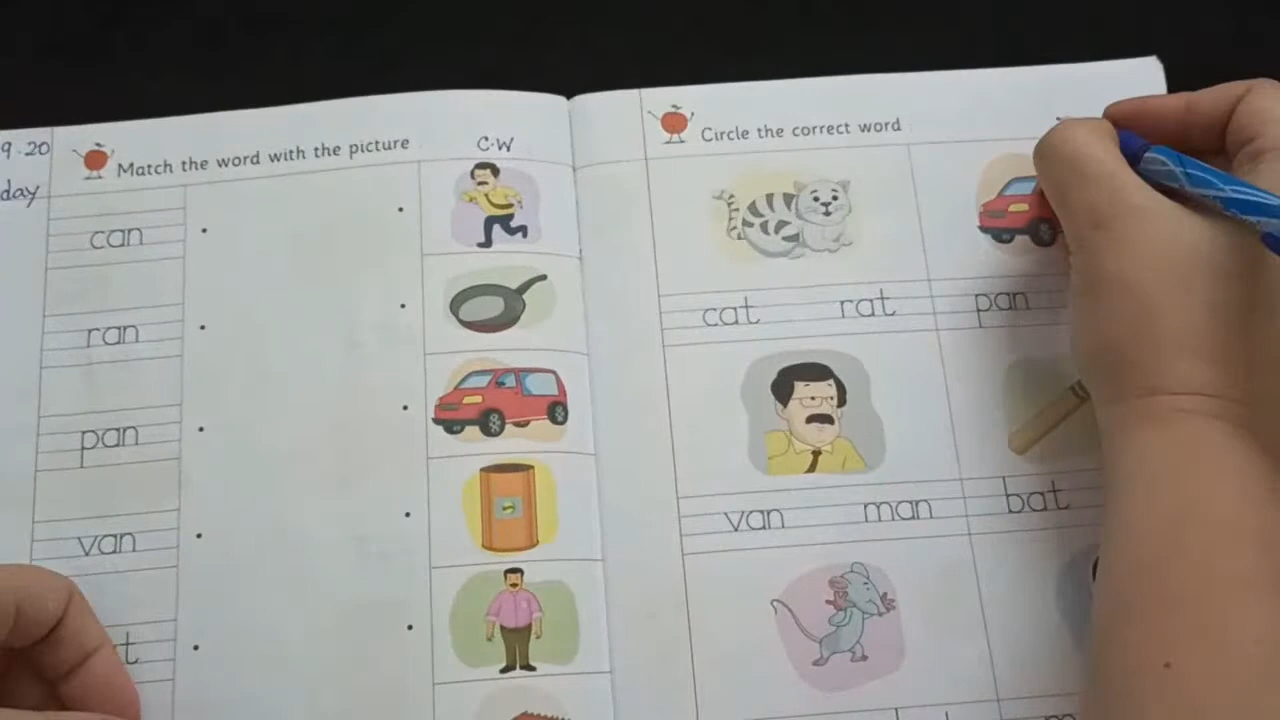 9.20
day
Match the word with the picture
C.W
can
ran
pan
van
t
Circle the correct word
cat rat pan
van man bat